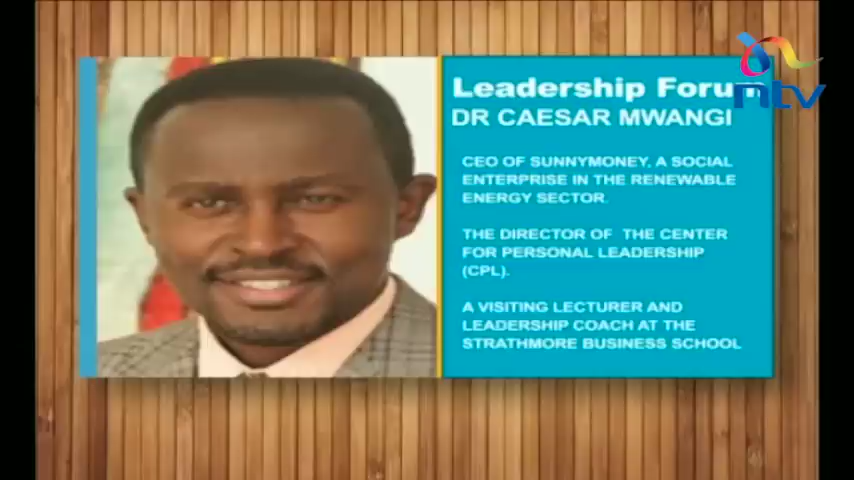 ntv
Leadership Forum
DR CAESAR MWANGI
CEO OF SUNNYMONEY, A SOCIAL
ENTERPRISE IN THE RENEWABLE
ENERGY SECTOR.
THE DIRECTOR OF THE CENTER
FOR PERSONAL LEADERSHIP
(CPL).
A VISITING LECTURER AND
LEADERSHIP COACH AT THE
STRATHMORE BUSINESS SCHOOL